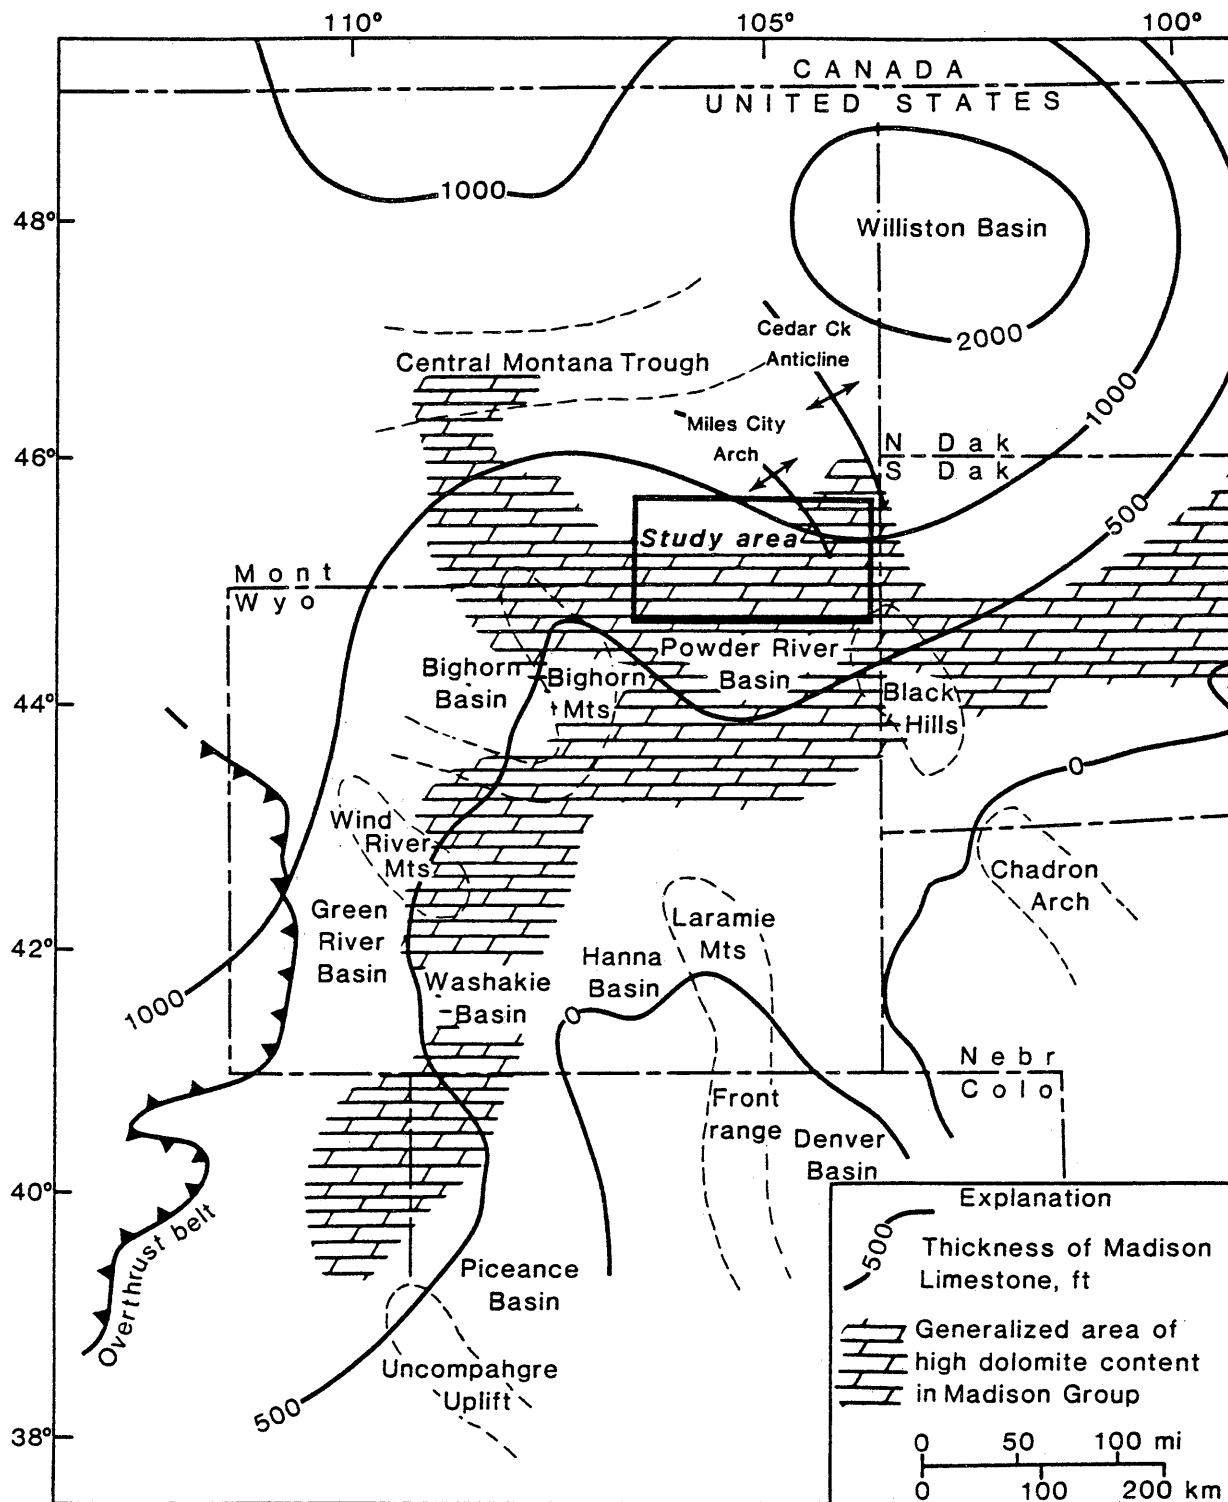 110° 105° 100°
CANADA
UNITED STATES
1000
48°
Williston Basin
2000
Cedar Ck
Anticline
Central Montana Trough
1000
Miles City
Arch
46°
N Dak
S Dak
500
Study area
Mont
Wyo
Bighorn
Basin
Bighorn
Mts
Powder River
Basin
Black
Hills
44°
0
Wind
River
Mts
Chadron
Arch
Green
River
Basin
Laramie
Mts
42°
Hanna
Basin
Washakie
Basin
1000
0
Nebr
Colo
Front
range
Denver
Basin
40°
Overthrust belt
Piceance
Basin
Uncompahgre
Uplift
500
38°
Explanation
500
Thickness of Madison
Limestone, ft
Generalized area of
high dolomite content
in Madison Group
0 50 100 mi
100 200 km